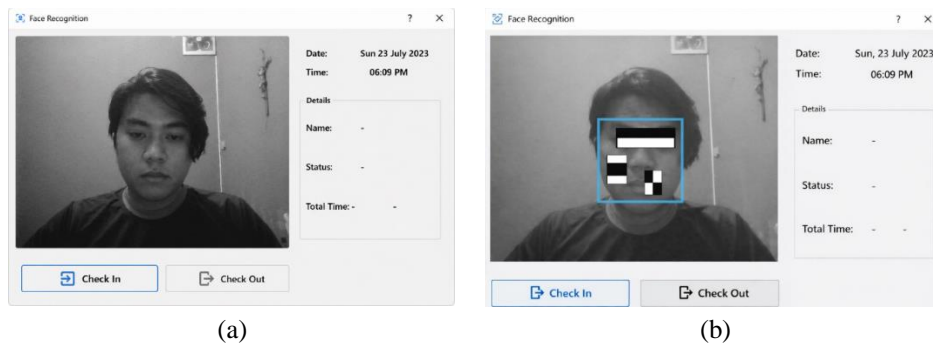 Face Recognition ? ×
Date: Sun 23 July 2023
Time: 06:09 PM
Details
Name: -
Status: -
Total Time: - -
Check In Check Out
(a)
Face Recognition ? ×
Date: Sun, 23 July 2023
Time: 06:09 PM
Details
Name: -
Status: -
Total Time: - -
Check In Check Out
(b)